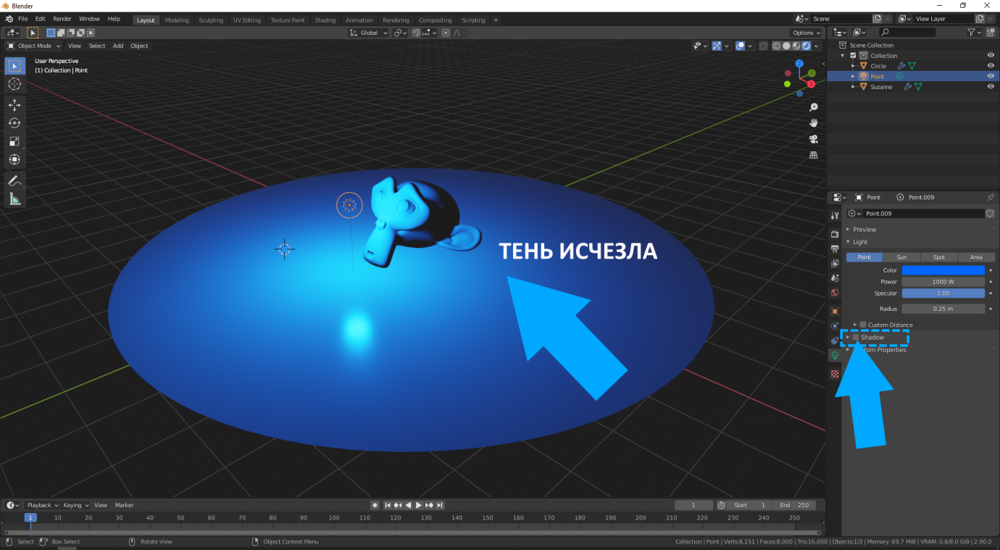 Blender
File Edit Render Window Help
Layout Modeling Sculpting UV Editing Texture Paint Shading Animation Rendering Compositing Scripting +
Scene
View Layer
Global
Options
Object Mode View Select Add Object
User Perspective
(1) Collection | Point
Z
Y
X
Scene Collection
Collection
Circle
Point
Suzanne
ТЕНЬ ИСЧЕЗЛА
Point Point.009
Point.009
Preview
Light
Point Sun Spot Area
Color
Power 1000 W
Specular 1.00
Radius 0.25 m
Custom Distance
Shadow
tom Properties
Playback Keying View Marker
1 Start 1 End 250
1 10 20 30 40 50 60 70 80 90 100 110 120 130 140 150 160 170 180 190 200 210 220 230 240 250
Select Box Select Rotate View Object Context Menu
Collection | Point | Verts:8,151 | Faces:8,000 | Tris:16,000 | Objects:1/3 | Memory: 69.7 MiB | VRAM: 0.8/8.0 GiB | 2.90.0